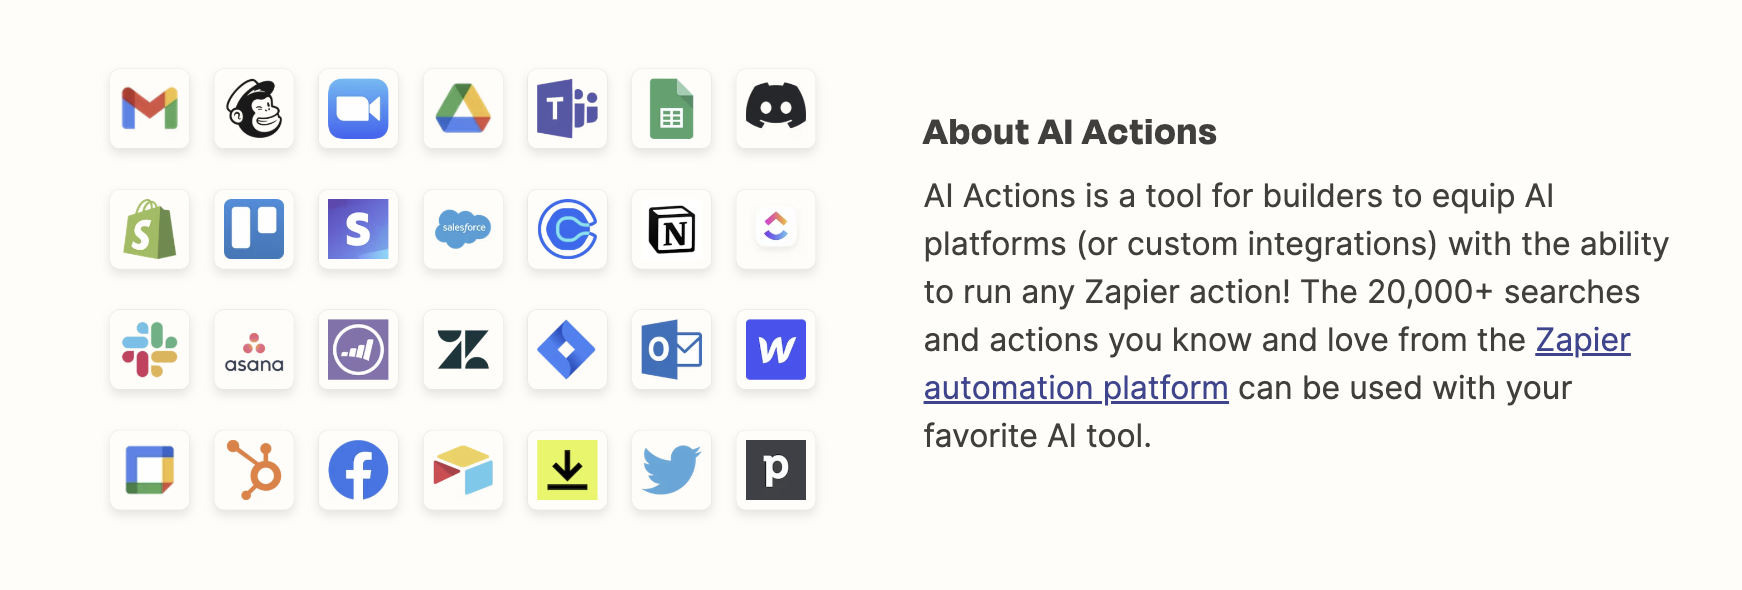 T
S
S
salesforce
N
asana
O
w
p
About AI Actions
AI Actions is a tool for builders to equip AI
platforms (or custom integrations) with the ability
to run any Zapier action! The 20,000+ searches
and actions you know and love from the Zapier
automation platform can be used with your
favorite AI tool.